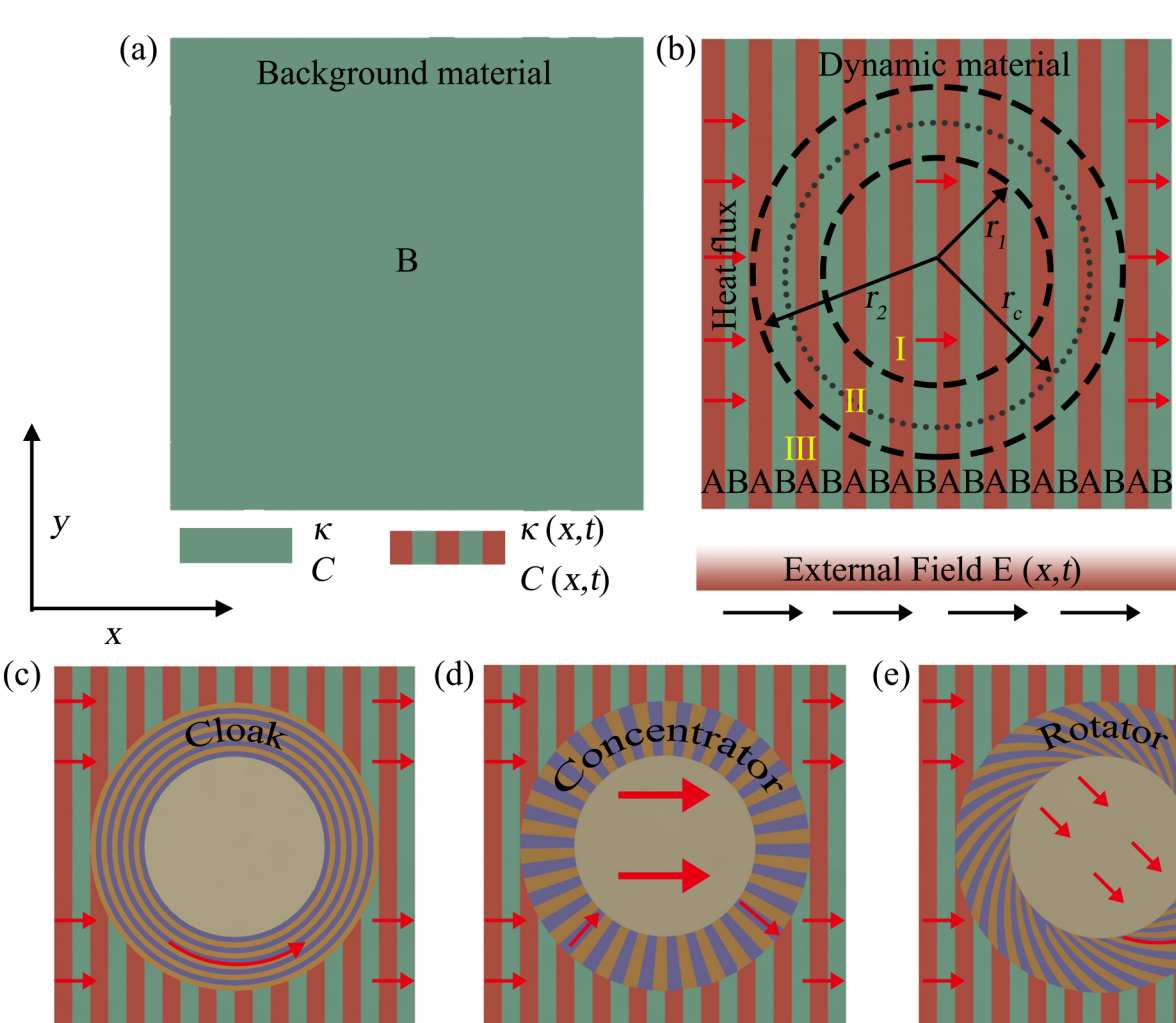 (a)
Background material
B
κ
C
κ (x,t)
C (x,t)
y
x
(b)
Dynamic material
Heat flux
r1
r2
rc
I
II
III
ABABABABABABABABABAB
External Field E (x,t)
(c)
Cloak
(d)
Concentrator
(e)
Rotator